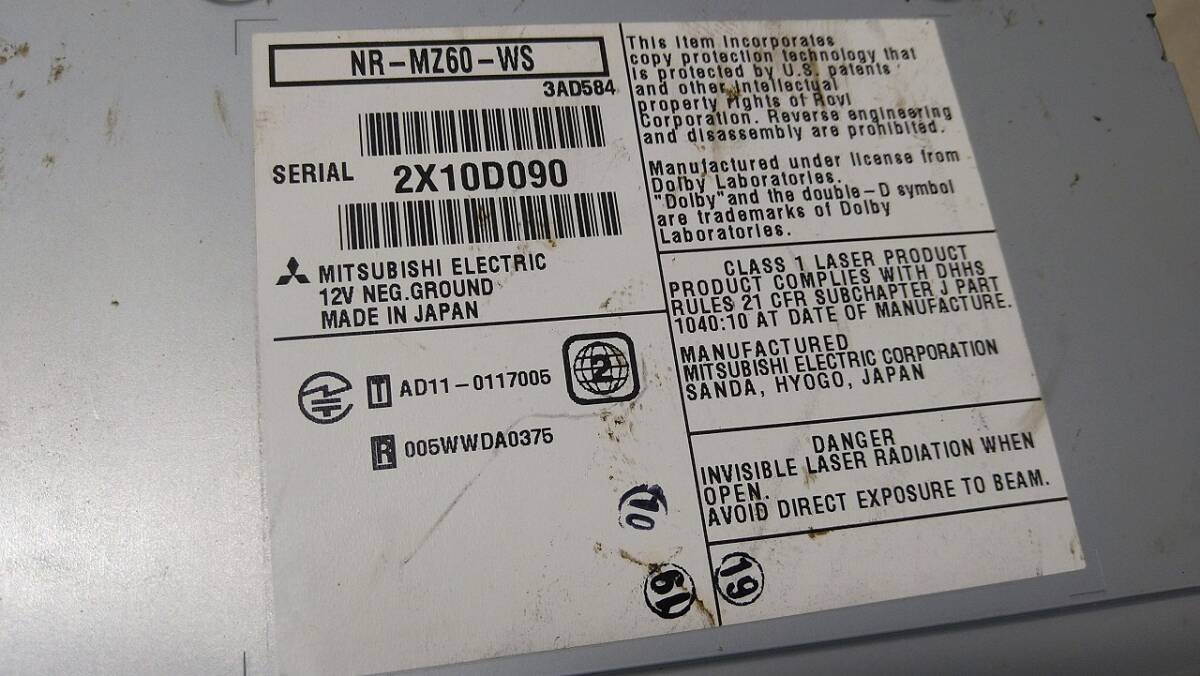 NR-MZ60-WS
3AD584
SERIAL 2X10D090
MITSUBISHI ELECTRIC
12V NEG.GROUND
MADE IN JAPAN
T AD11-0117005
2
R 005WWDA0375
This item incorporates
copy protection technology that
is protected by U.S. patents
and other intellectual
property rights of Rovi
Corporation. Reverse engineering
and disassembly are prohibited.
Manufactured under license from
Dolby Laboratories.
"Dolby"and the double-D symbol
are trademarks of Dolby
Laboratories.
CLASS 1 LASER PRODUCT
PRODUCT COMPLIES WITH DHHS
RULES 21 CFR SUBCHAPTER J PART
1040:10 AT DATE OF MANUFACTURE.
MANUFACTURED
MITSUBISHI ELECTRIC CORPORATION
SANDA, HYOGO, JAPAN
DANGER
INVISIBLE LASER RADIATION WHEN
OPEN.
AVOID DIRECT EXPOSURE TO BEAM.
19